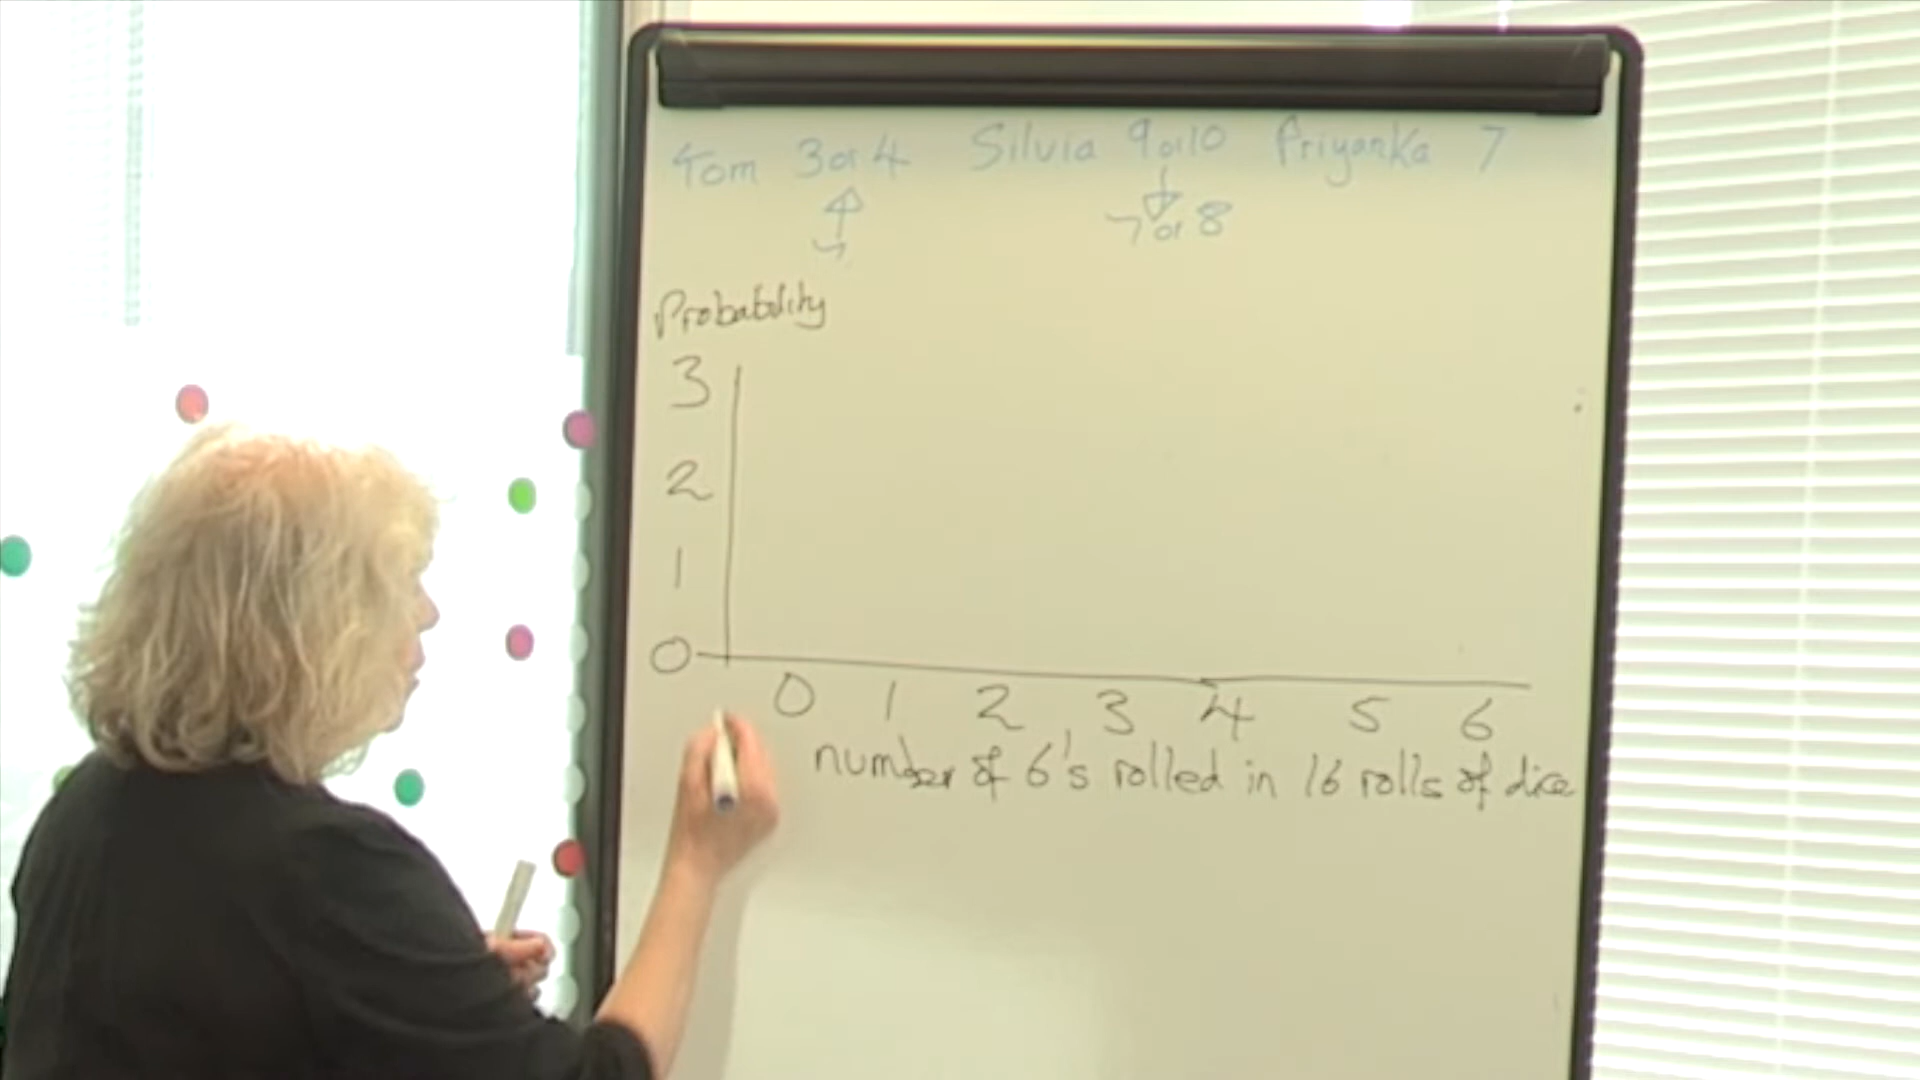 Tom 3 or 4 Silvia 9 or 10 Priyanka 7
7 or 8
Probability
3
2
1
0
0 1 2 3 4 5 6
number of 6's rolled in 16 rolls of dice